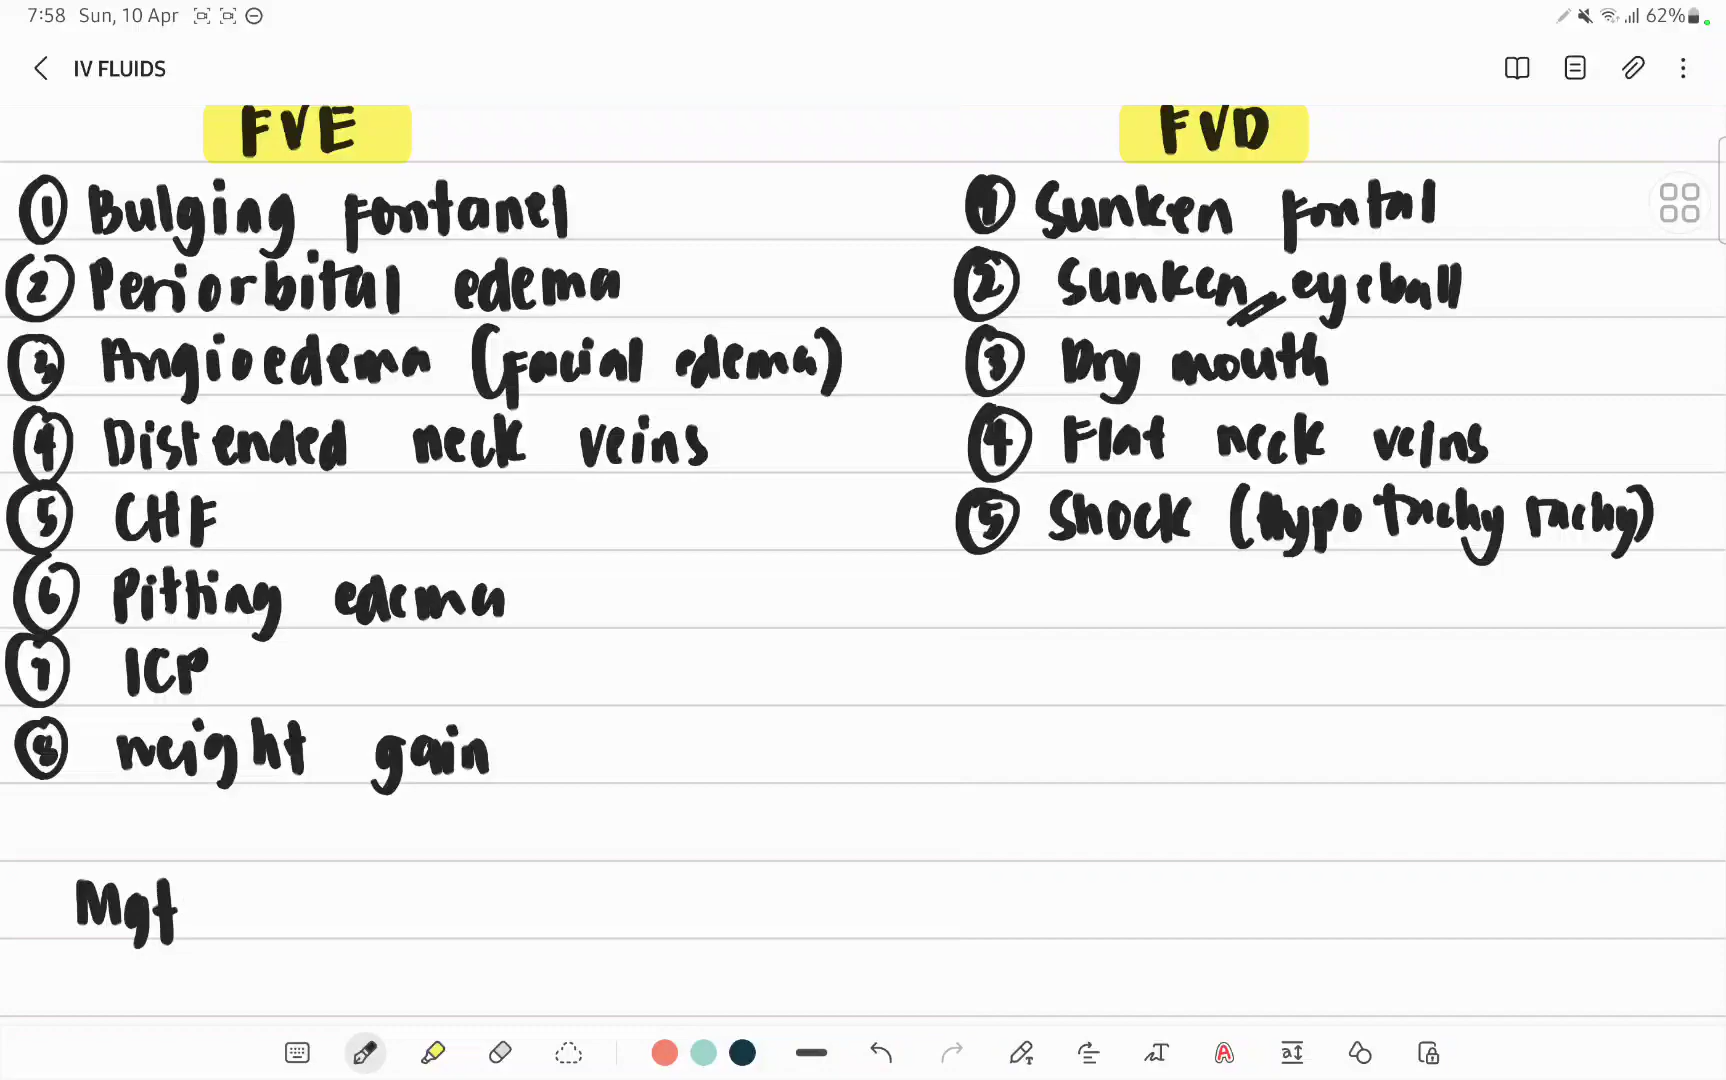 7:58 Sun, 10 Apr
62%
IV FLUIDS
FVE
① Bulging fontanel
② Periorbital edema
③ Angioedema (facial edema)
④ Distended neck veins
⑤ CHF
⑥ Pitting edema
⑦ ICP
⑧ weight gain
Mgt
FVD
① Sunken fontal
② Sunken eyeball
③ Dry mouth
④ Flat neck veins
⑤ Shock (Hypo tachy tachy)